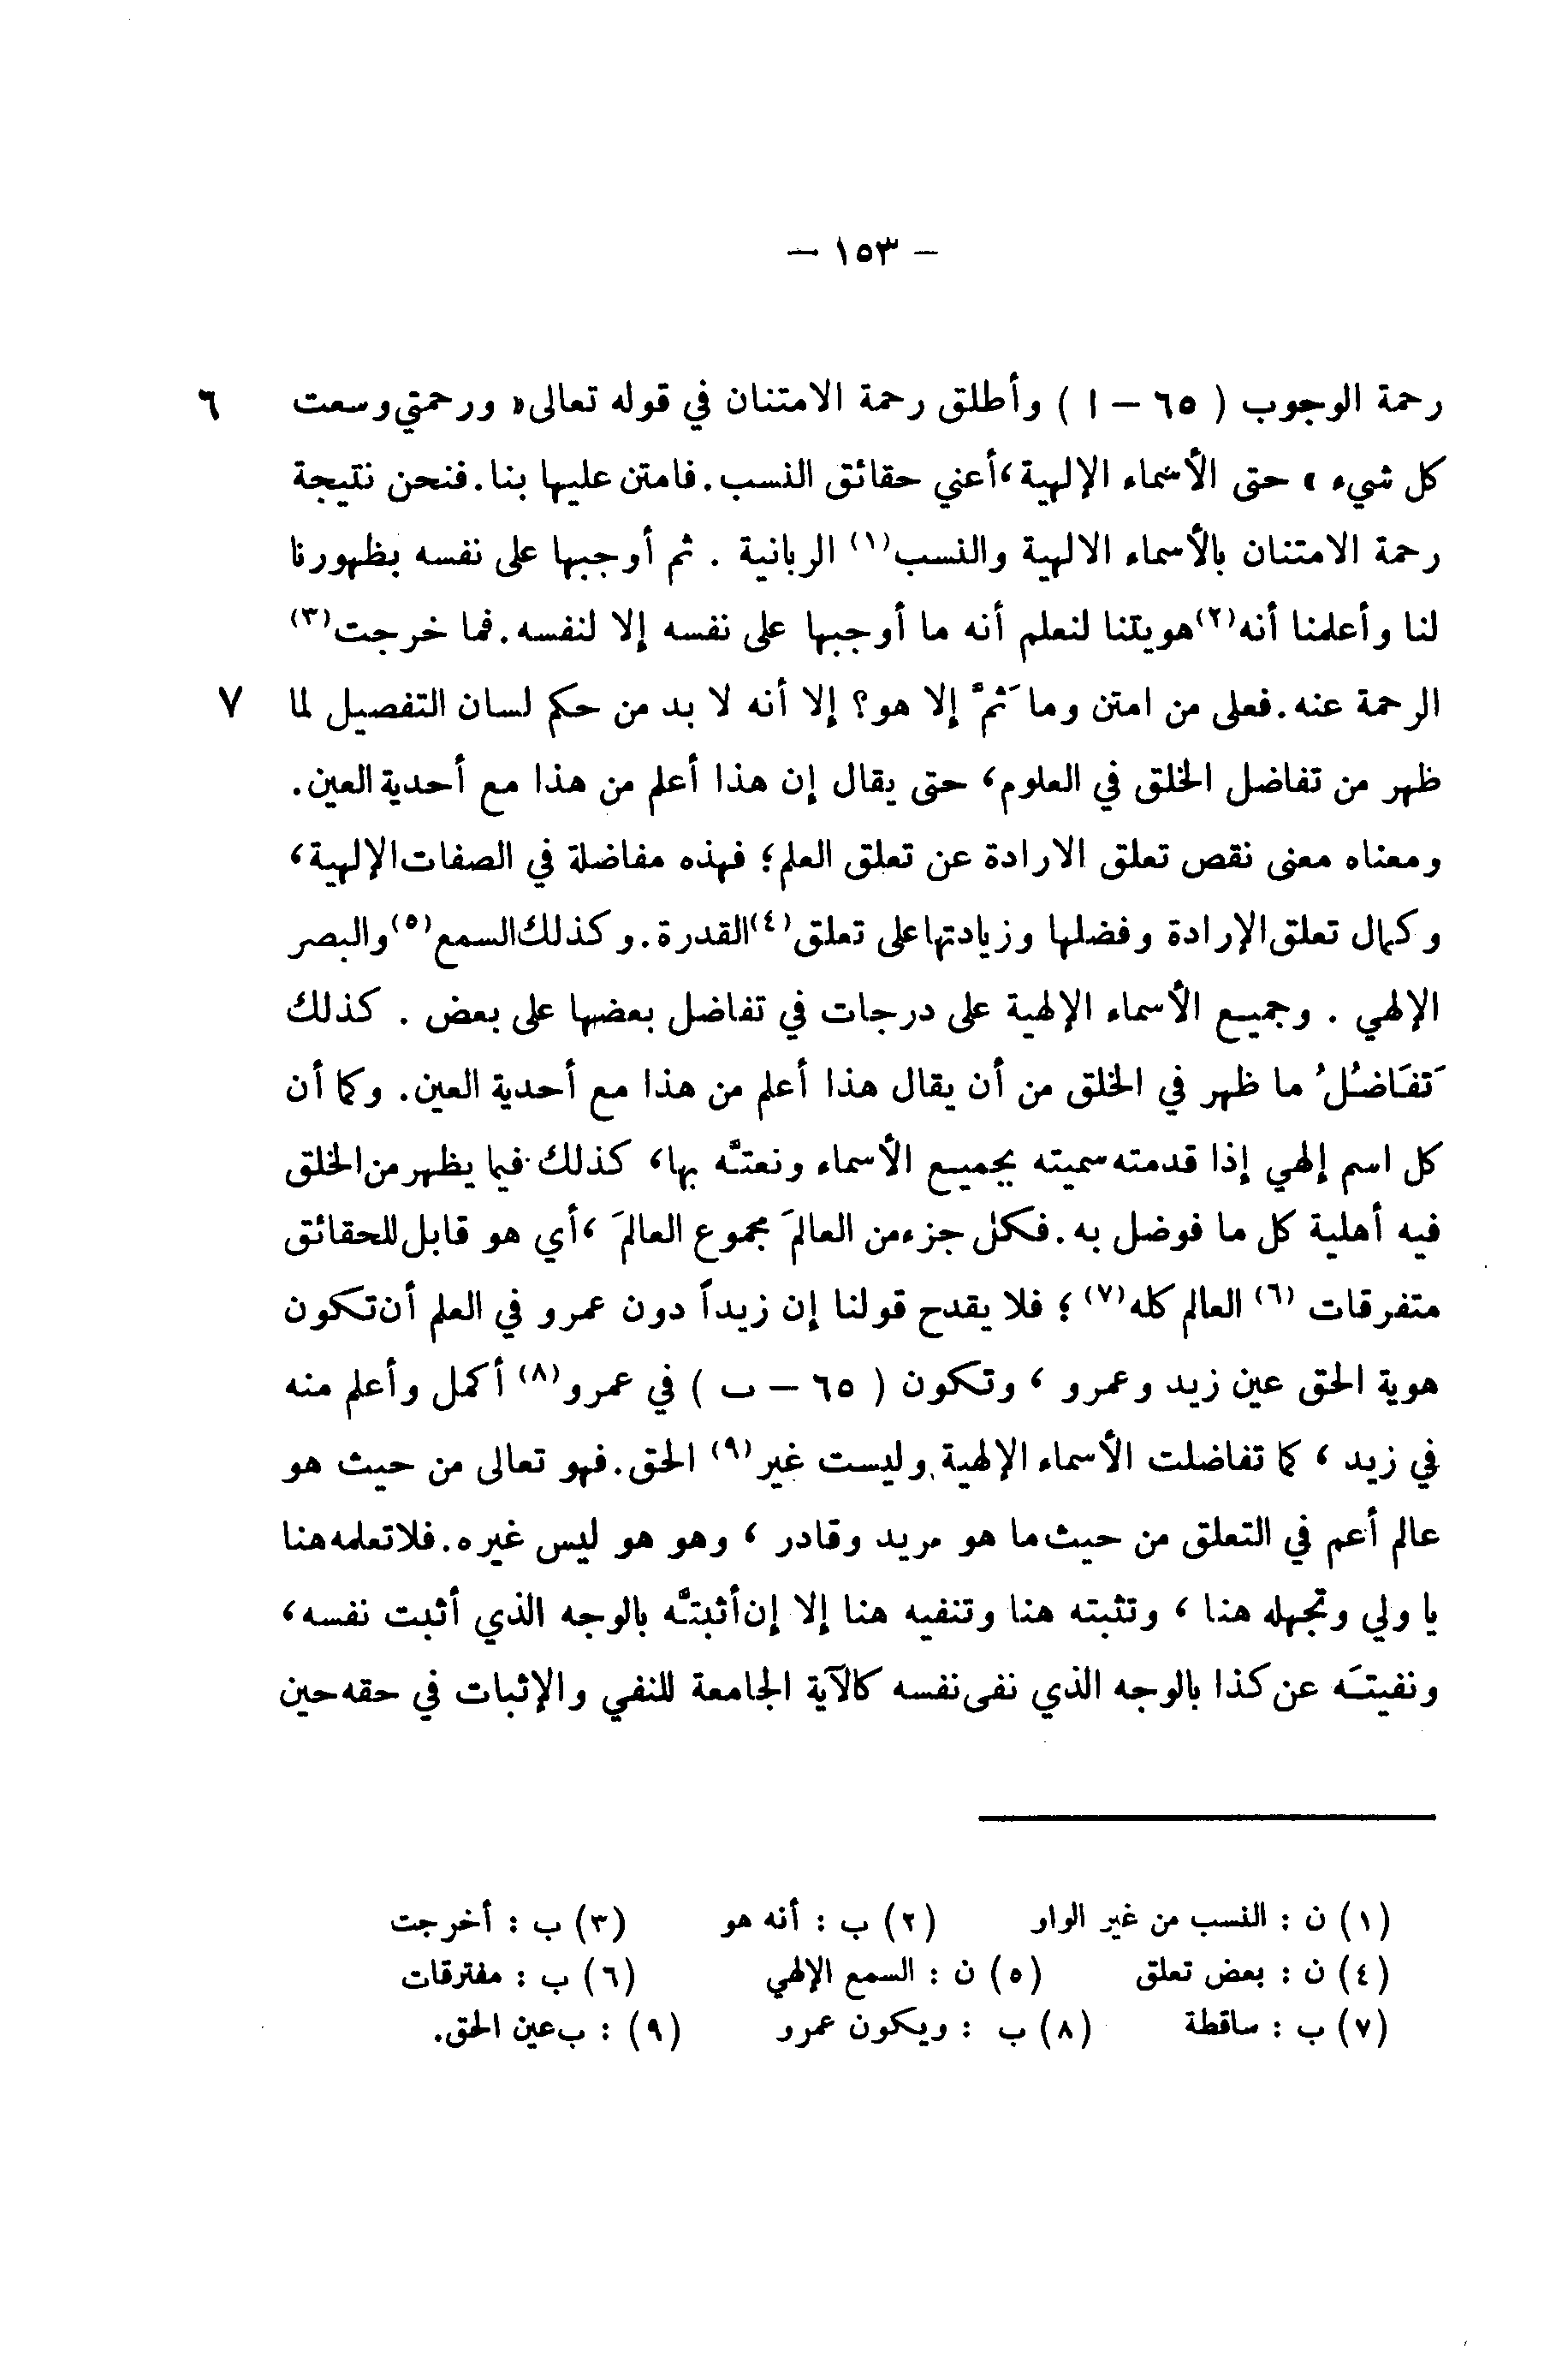 – ١٥٣ –
رحمة الوجوب ( ٦٥ – ا ) وأطلق رحمة الامتنان في قوله تعالى « ورحمتي وسعت ٦
كل شيء » حتى الأسماء الإلهية، أعني حقائق النسب. فامتن عليها بنا. فنحن نتيجة
رحمة الامتنان بالأسماء الالهية والنسب(١) الربانية . ثم أوجبها على نفسه بظهورنا
لنا وأعلمنا أنه(٢) هويتنا لنعلم أنه ما أوجبها على نفسه إلا لنفسه. فما خرجت(٣)
الرحمة عنه. فعلى من امتن وما ثَمَّ إلا هو؟ إلا أنه لا بد من حكم لسان التفصيل لما ٧
ظهر من تفاضل الخلق في العلوم، حتى يقال إن هذا أعلم من هذا مع أحدية العين.
ومعناه معنى نقص تعلق الارادة عن تعلق العلم؛ فهذه مفاضلة في الصفات الإلهية،
وكمال تعلق الإرادة وفضلها وزيادتها على تعلق(٤) القدرة. وكذلك السمع(٥) والبصر
الإلهي . وجميع الأسماء الإلهية على درجات في تفاضل بعضها على بعض . كذلك
تَفَاضُلُ ما ظهر في الخلق من أن يقال هذا أعلم من هذا مع أحدية العين. وكما أن
كل اسم إلهي إذا قدمته سميته بجميع الأسماء ونعتَّه بها، كذلك فيما يظهر من الخلق
فيه أهلية كل ما فوضل به. فكل جزء من العالمَ مجموع العالمَ، أي هو قابل للحقائق
متفرقات (٦) العالم كله(٧) ؛ فلا يقدح قولنا إن زيداً دون عمرو في العلم أن تكون
هوية الحق عين زيد وعمرو ، وتكون ( ٦٥ – ب ) في عمرو(٨) أكمل وأعلم منه
في زيد ، كما تفاضلت الأسماء الإلهية وليست غير(٩) الحق. فهو تعالى من حيث هو
عالم أعم في التعلق من حيث ما هو مريد وقادر ، وهو هو ليس غيره. فلا تعلمه هنا
يا ولي وتجهله هنا ، وتثبته هنا وتنفيه هنا إلا إن أثبتَّه بالوجه الذي أثبت نفسه،
ونفيتَه عن كذا بالوجه الذي نفى نفسه كالآية الجامعة للنفي والإثبات في حقه حين
(١) ن : النسب من غير الوار (٢) ب : أنه هو (٣) ب : أخرجت
(٤) ن : بعض تعلق (٥) ن : السمع الإلهي (٦) ب : مفترقات
(٧) ب : ساقطة (٨) ب : ويكون عمرو (٩) : ب عين الحق.